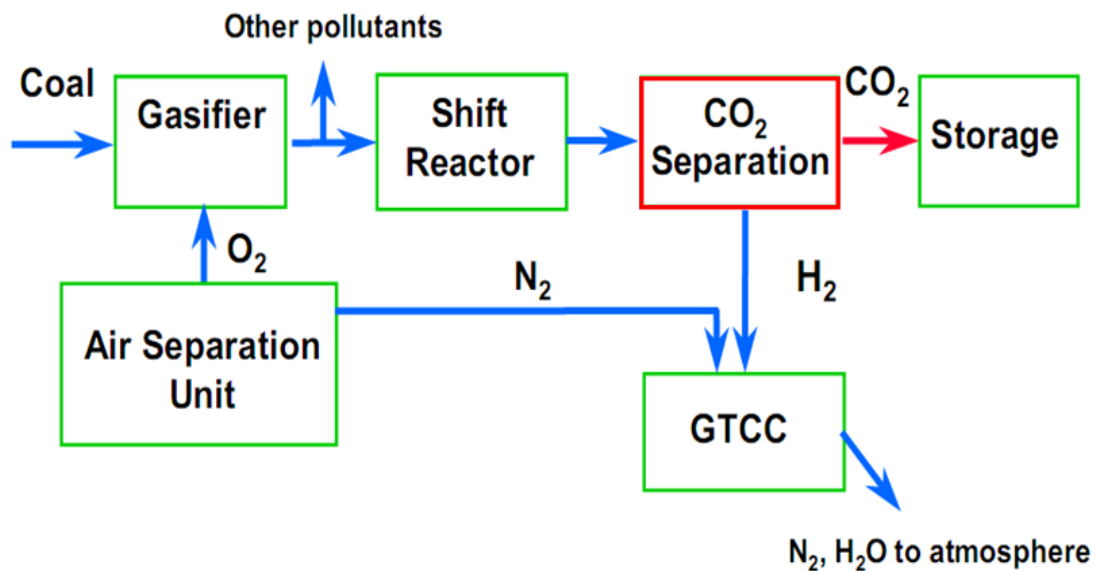 Other pollutants
Coal
Gasifier
Shift
Reactor
CO₂
Separation
CO₂
Storage
O₂
N₂
H₂
Air Separation
Unit
GTCC
N₂, H₂O to atmosphere